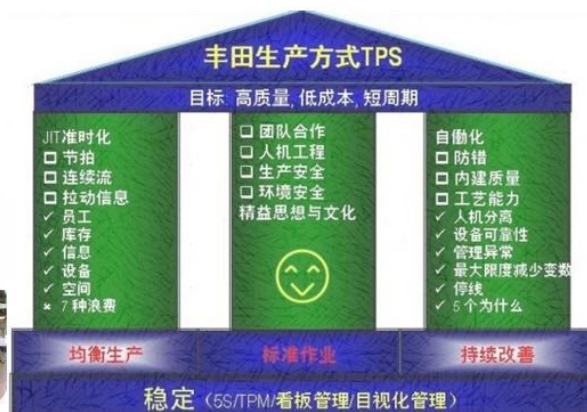 丰田生产方式TPS
目标: 高质量, 低成本, 短周期
JIT准时化
□ 节拍
□ 连续流
□ 拉动信息
✓ 员工
✓ 库存
✓ 信息
✓ 设备
✓ 空间
× 7 种浪费
□ 团队合作
□ 人机工程
□ 生产安全
□ 环境安全
精益思想与文化
自働化
□ 防错
□ 内建质量
□ 工艺能力
✓ 人机分离
✓ 设备可靠性
✓ 管理异常
✓ 最大限度减少变数
✓ 停线
✓ 5 个为什么
均衡生产
标准作业
持续改善
稳定（5S/TPM/看板管理/目视化管理）